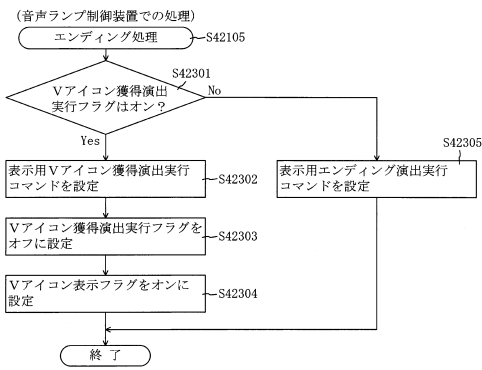 (音声ランプ制御装置での処理)
エンディング処理
S42105
Vアイコン獲得演出
実行フラグはオン?
S42301
No
Yes
表示用Vアイコン獲得演出実行
コマンドを設定
S42302
表示用エンディング演出実行
コマンドを設定
S42305
Vアイコン獲得演出実行フラグを
オフに設定
S42303
Vアイコン表示フラグをオンに
設定
S42304
終 了